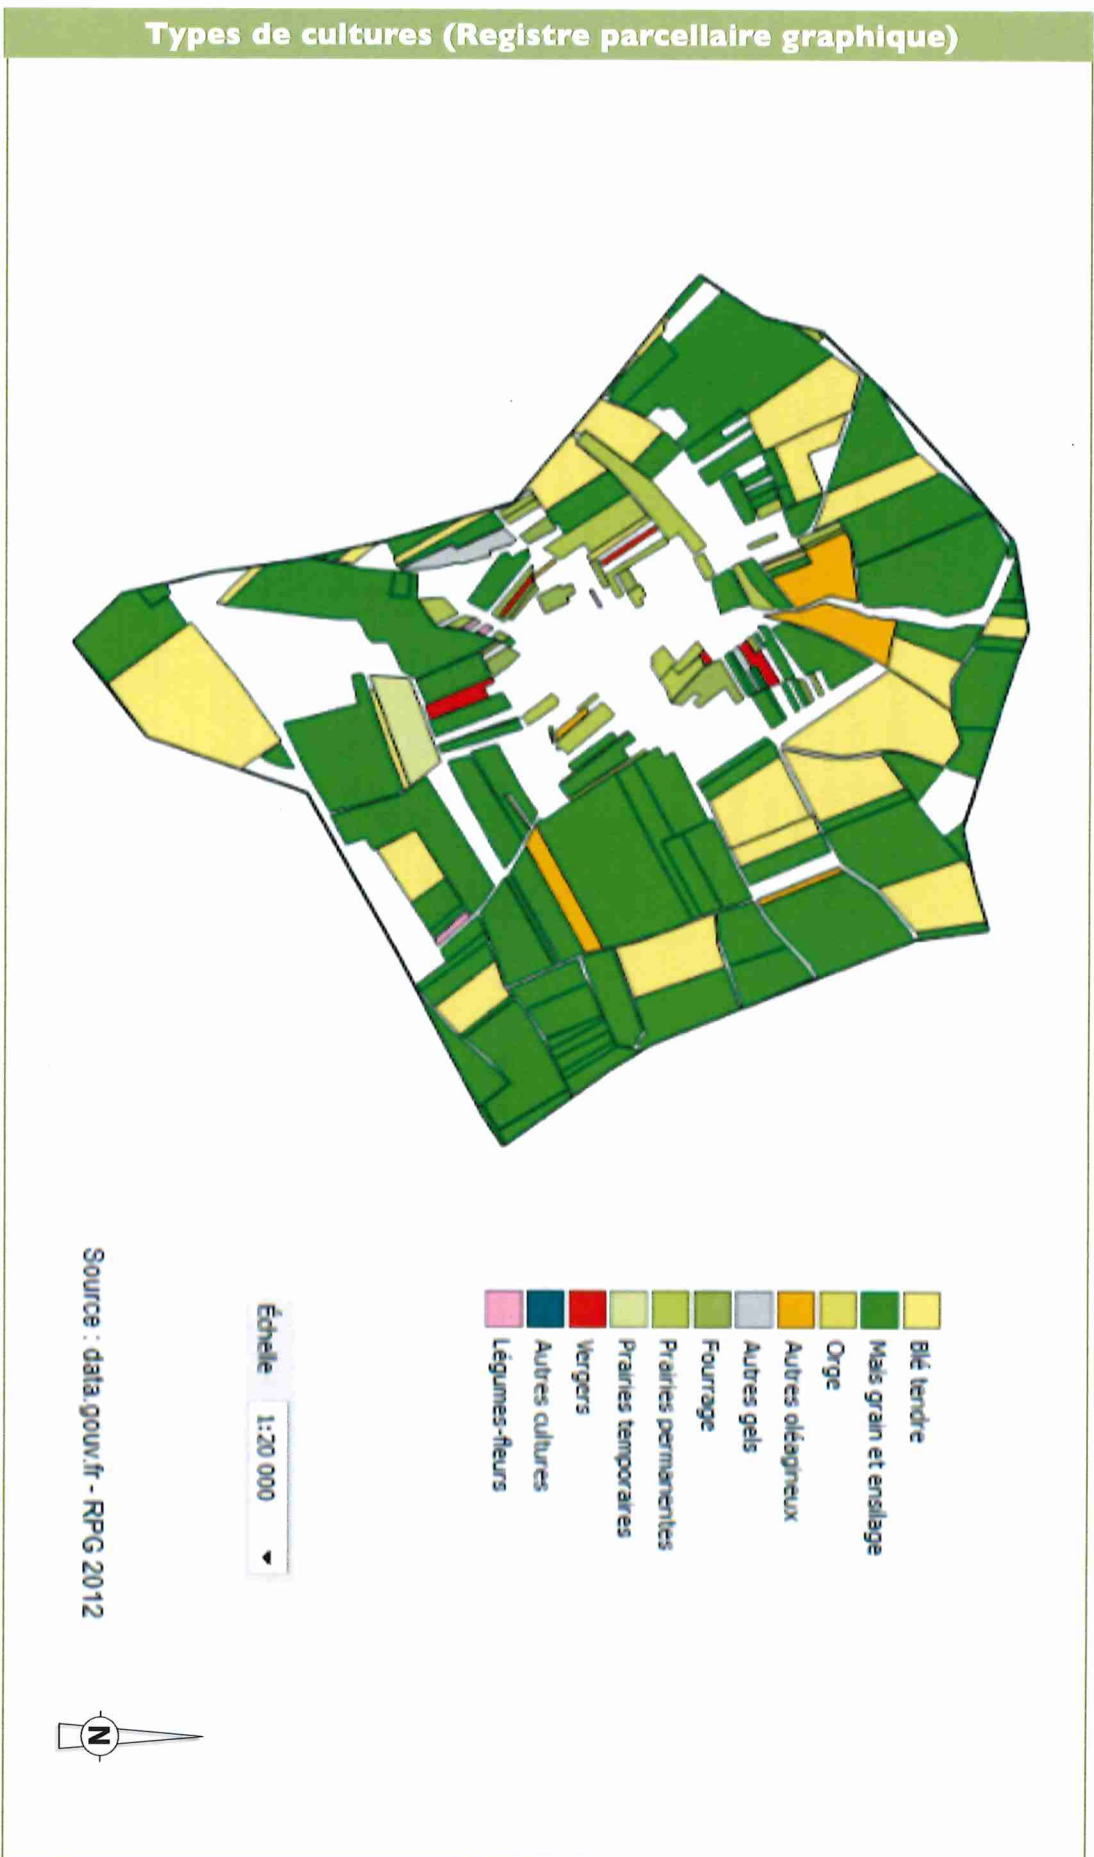 Types de cultures (Registre parcellaire graphique)
Blé tendre
Maïs grain et ensilage
Orge
Autres oléagineux
Autres gels
Fourrage
Prairies permanentes
Prairies temporaires
Vergers
Autres cultures
Légumes-fleurs
Échelle 1:20 000
Source : data.gouv.fr - RPG 2012
N